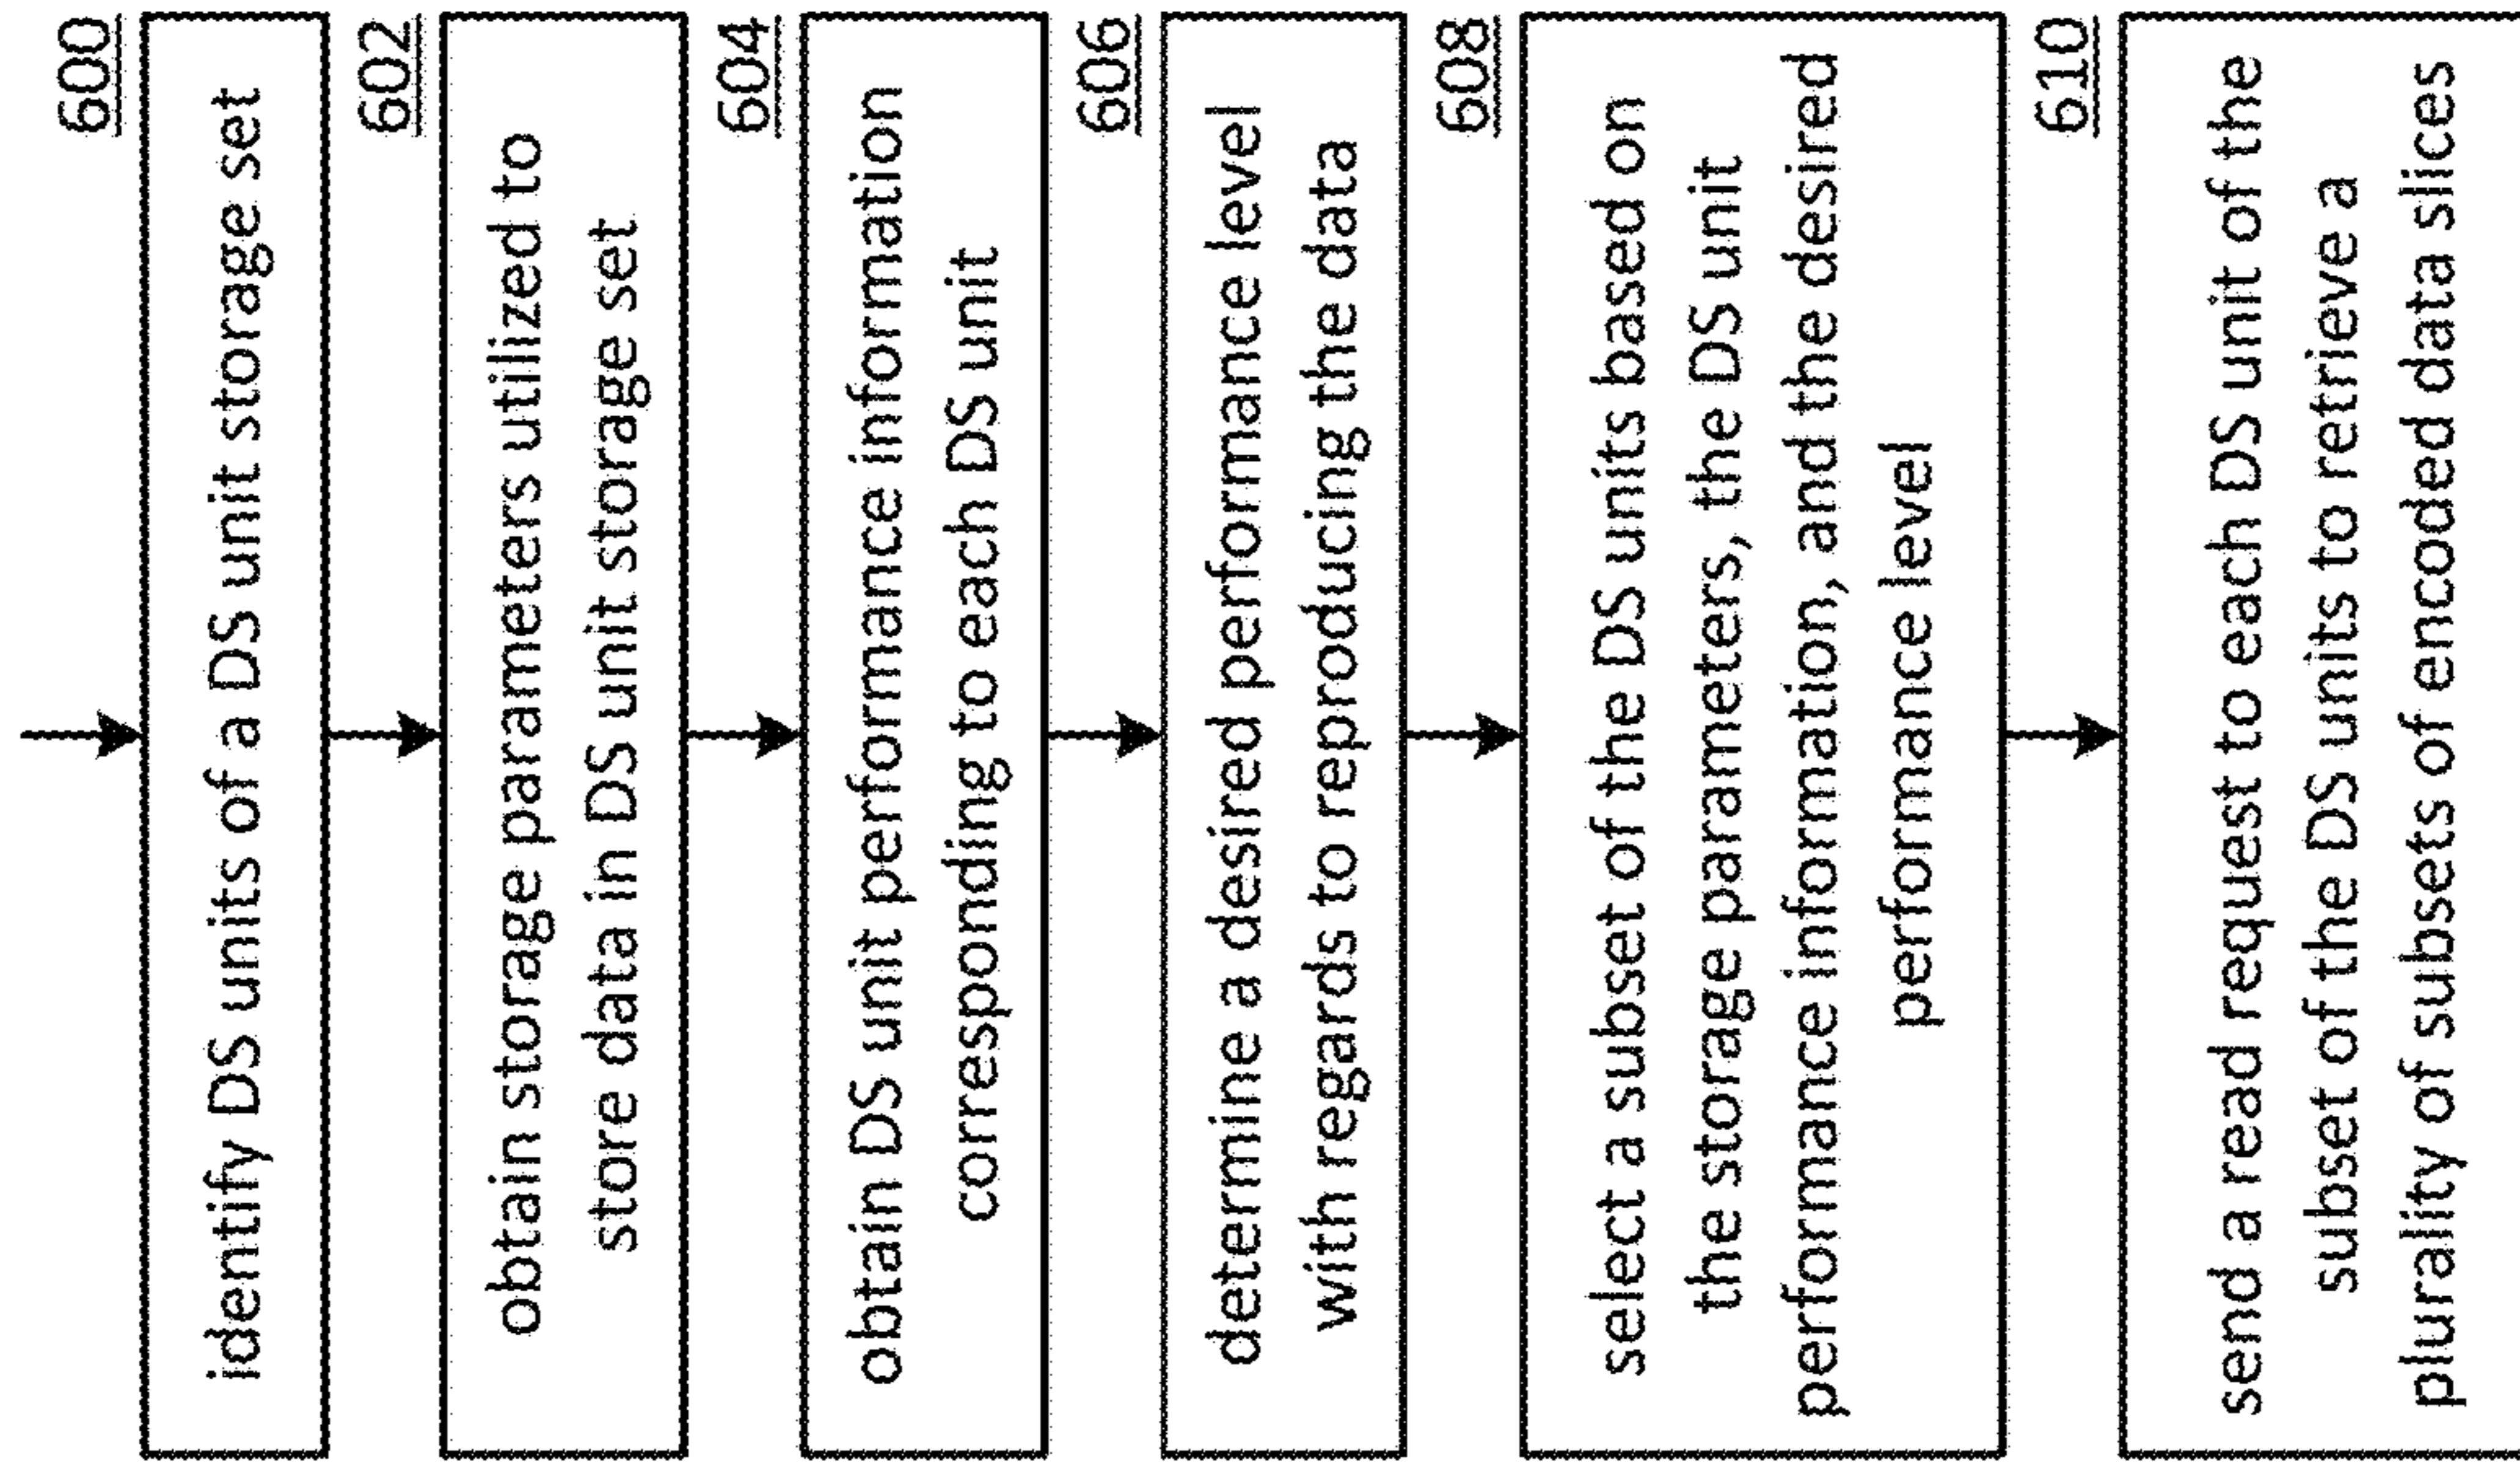 600
identify DS units of a DS unit storage set
602
obtain storage parameters utilized to
store data in DS unit storage set
604
obtain DS unit performance information
corresponding to each DS unit
606
determine a desired performance level
with regards to reproducing the data
608
select a subset of the DS units based on
the storage parameters, the DS unit
performance information, and the desired
performance level
610
send a read request to each DS unit of the
subset of the DS units to retrieve a
plurality of subsets of encoded data slices